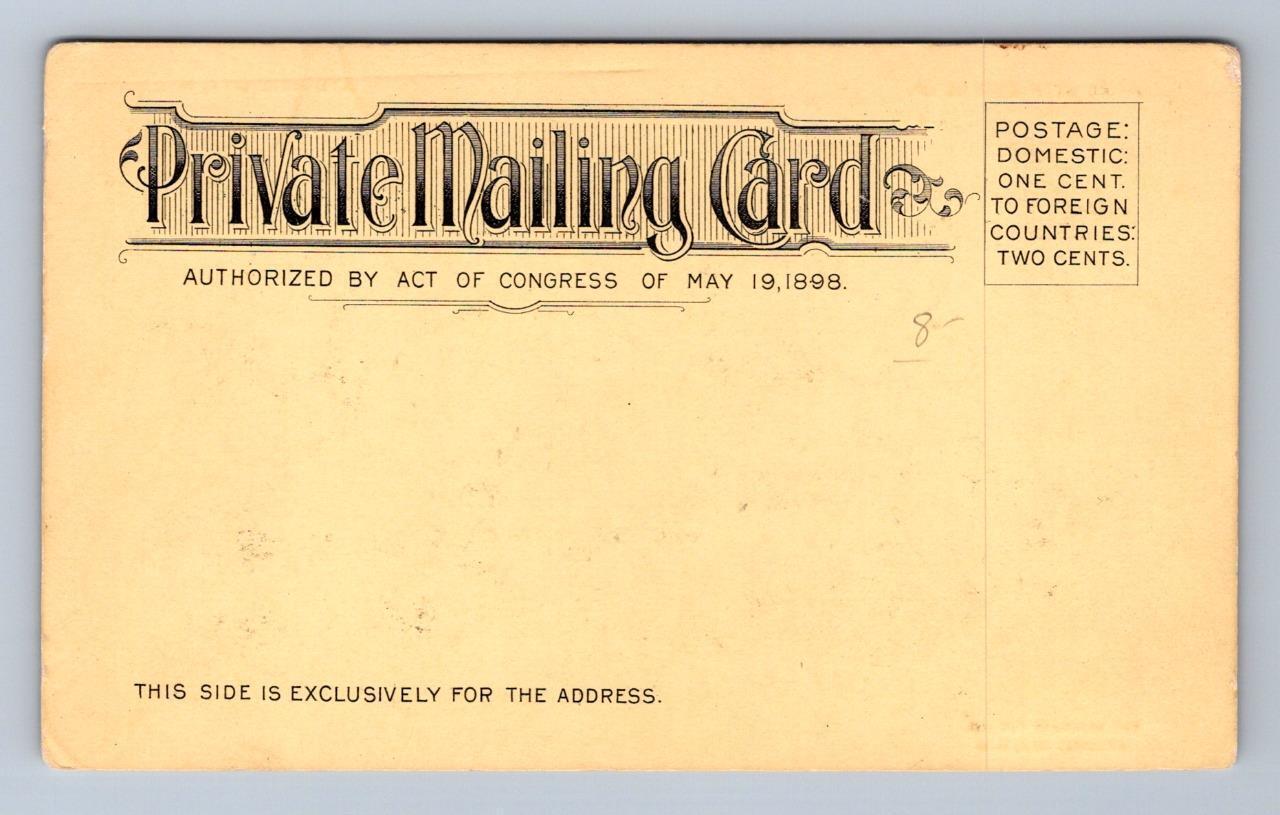 Private Mailing Card
AUTHORIZED BY ACT OF CONGRESS OF MAY 19, 1898.
POSTAGE:
DOMESTIC:
ONE CENT.
TO FOREIGN
COUNTRIES:
TWO CENTS.
8-
THIS SIDE IS EXCLUSIVELY FOR THE ADDRESS.